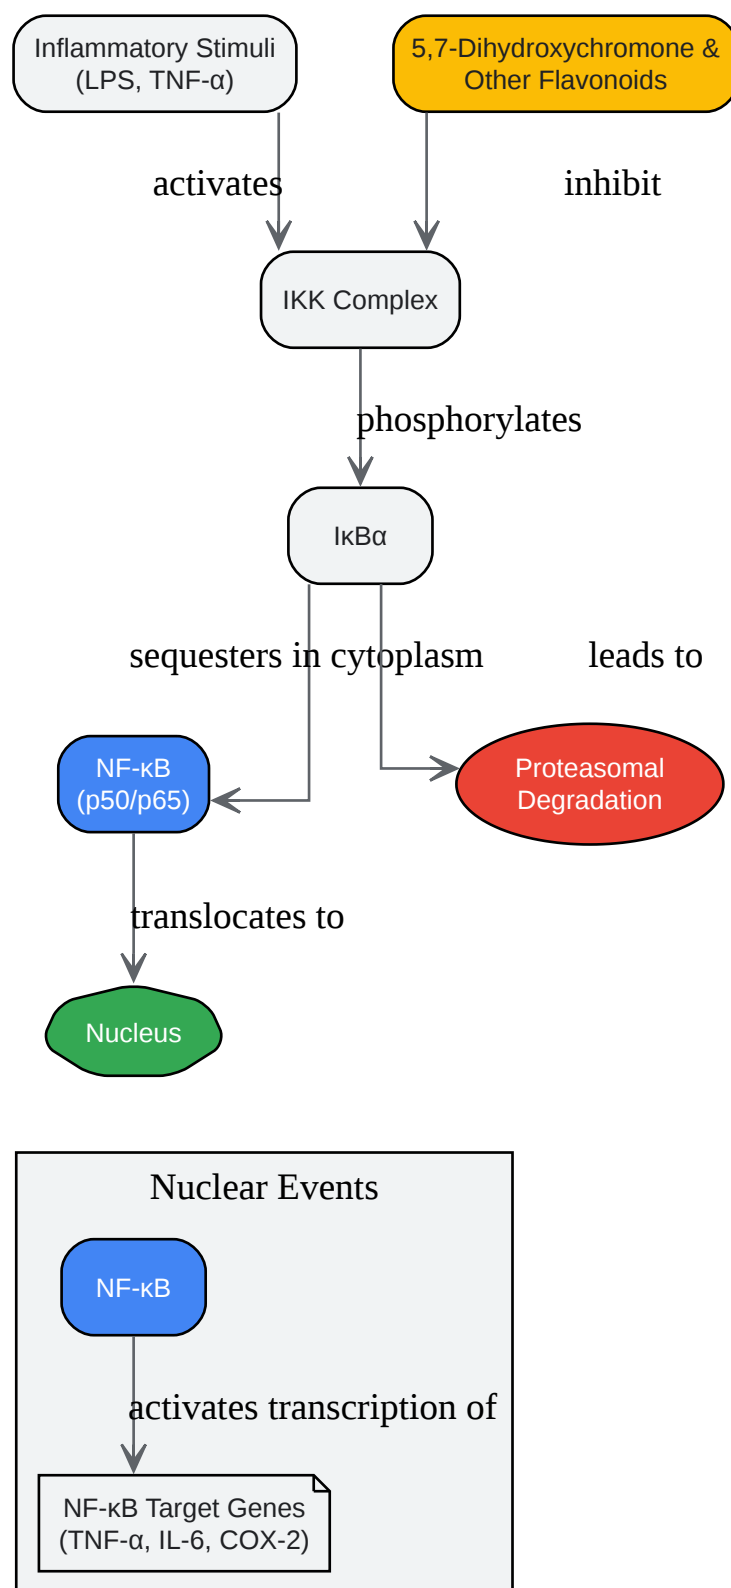 Inflammatory Stimuli
(LPS, TNF-α)
5,7-Dihydroxychromone &
Other Flavonoids
activates
inhibit
IKK Complex
phosphorylates
IκBα
sequesters in cytoplasm
leads to
NF-κB
(p50/p65)
Proteasomal
Degradation
translocates to
Nucleus
Nuclear Events
NF-κB
activates transcription of
NF-κB Target Genes
(TNF-α, IL-6, COX-2)